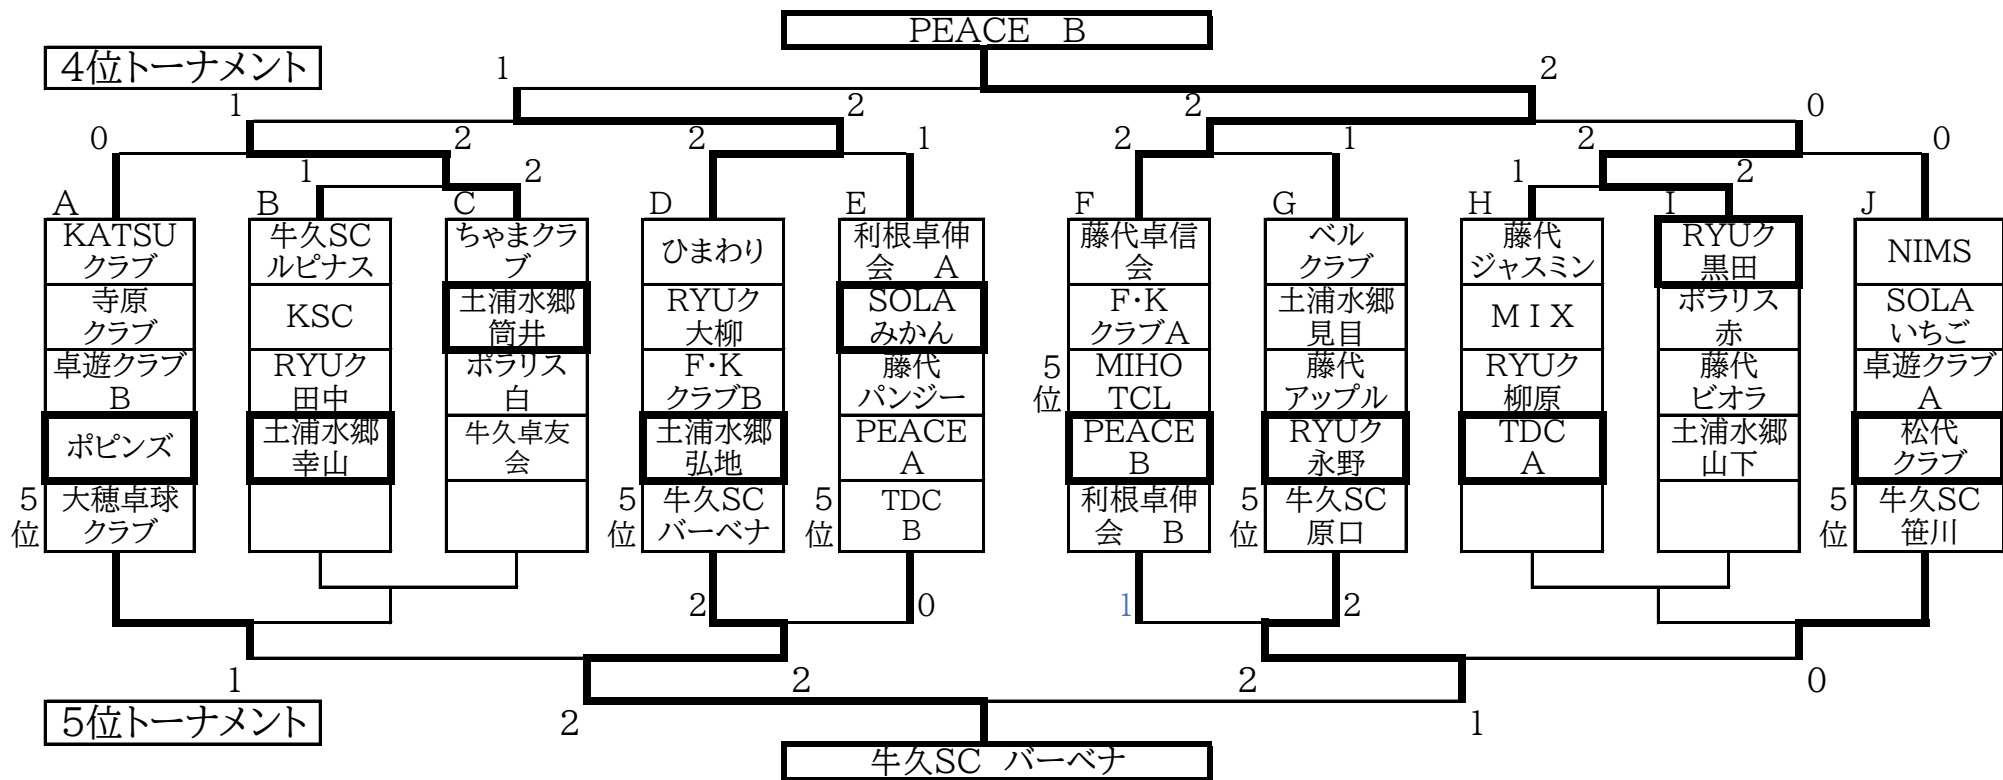 PEACE B
4位トーナメント
1
2
1
2
2
0
0
2
2
1
2
1
2
0
1
2
1
2
A
B
C
D
E
F
G
H
I
J
KATSU
クラブ
牛久SC
ルピナス
ちゃまクラ
ブ
ひまわり
利根卓伸
会 A
藤代卓信
会
ベル
クラブ
藤代
ジャスミン
RYUク
黒田
NIMS
寺原
クラブ
KSC
土浦水郷
筒井
RYUク
大柳
SOLA
みかん
F・K
クラブA
土浦水郷
見目
MIX
ポラリス
赤
SOLA
いちご
卓遊クラブ
B
RYUク
田中
ポラリス
白
F・K
クラブB
藤代
パンジー
5
位
MIHO
TCL
藤代
アップル
RYUク
柳原
藤代
ビオラ
卓遊クラブ
A
ポピンズ
土浦水郷
幸山
牛久卓友
会
土浦水郷
弘地
PEACE
A
PEACE
B
RYUク
永野
TDC
A
土浦水郷
山下
松代
クラブ
5
位
大穂卓球
クラブ
5
位
牛久SC
バーベナ
5
位
TDC
B
利根卓伸
会 B
5
位
牛久SC
原口
5
位
牛久SC
笹川
2
0
1
2
1
2
2
0
5位トーナメント
2
1
牛久SC バーベナ